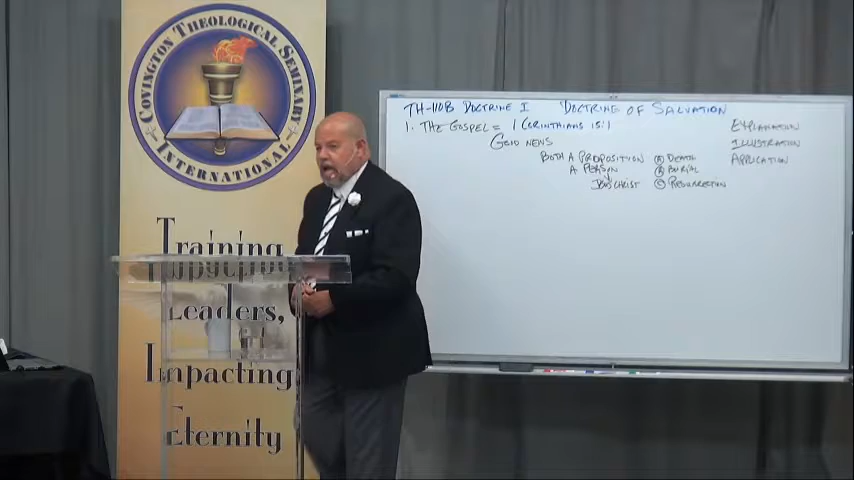 COVINGTON THEOLOGICAL SEMINARY
INTERNATIONAL
Training
Leaders,
Impacting
Eternity
TH-110B DOCTRINE I DOCTRINE OF SALVATION
1. THE GOSPEL = 1 CORINTHIANS 15:1
GOOD NEWS
BOTH A PROPOSITION
A PERSON
JESUS CHRIST
Ⓐ DEATH
Ⓑ BURIAL
Ⓒ RESURRECTION
EXPLANATION
ILLUSTRATION
APPLICATION